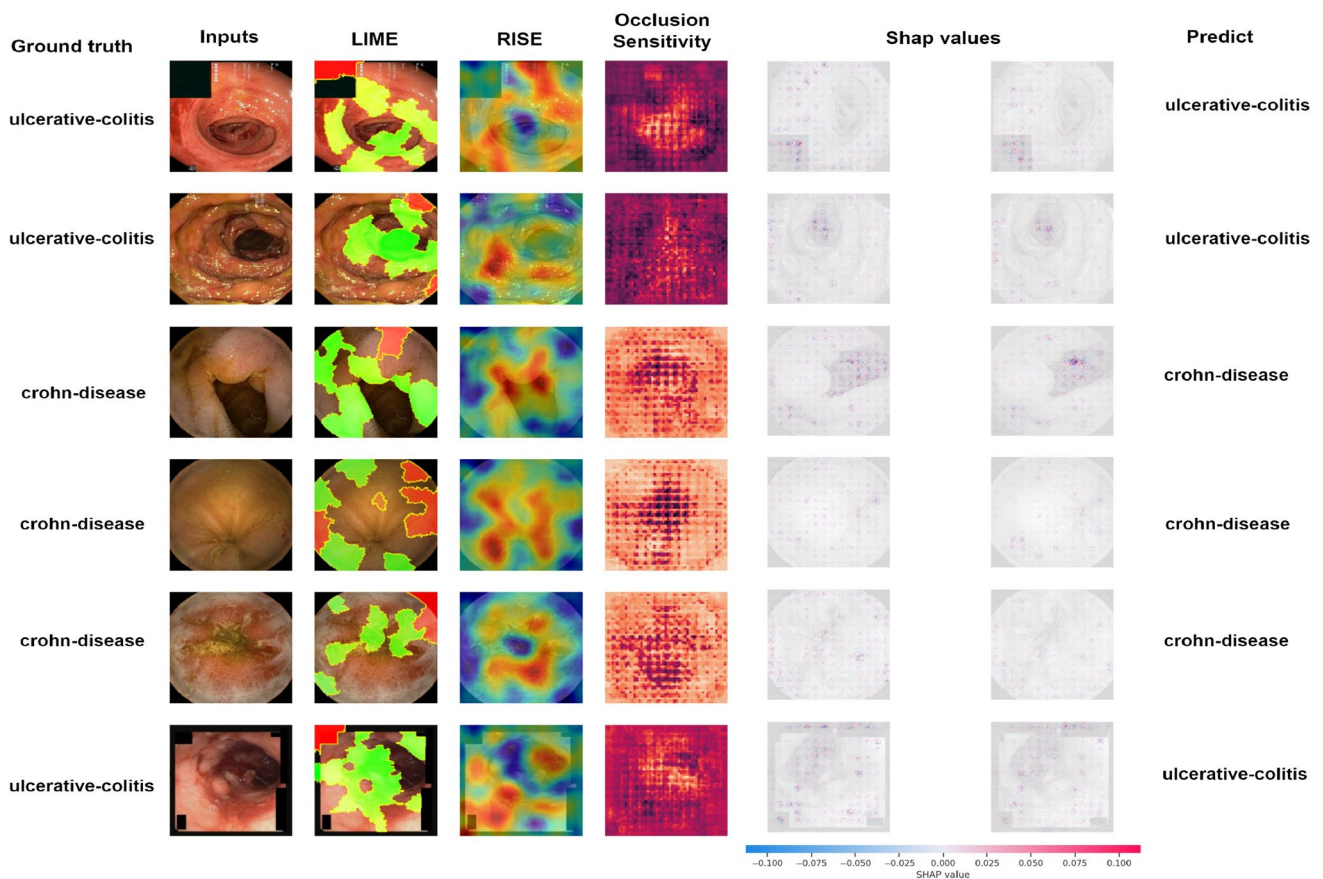 Ground truth
Inputs
LIME
RISE
Occlusion
Sensitivity
Shap values
Predict
ulcerative-colitis
ulcerative-colitis
ulcerative-colitis
ulcerative-colitis
crohn-disease
crohn-disease
crohn-disease
crohn-disease
crohn-disease
crohn-disease
ulcerative-colitis
ulcerative-colitis
−0.100 −0.075 −0.050 −0.025 0.000 0.025 0.050 0.075 0.100
SHAP value